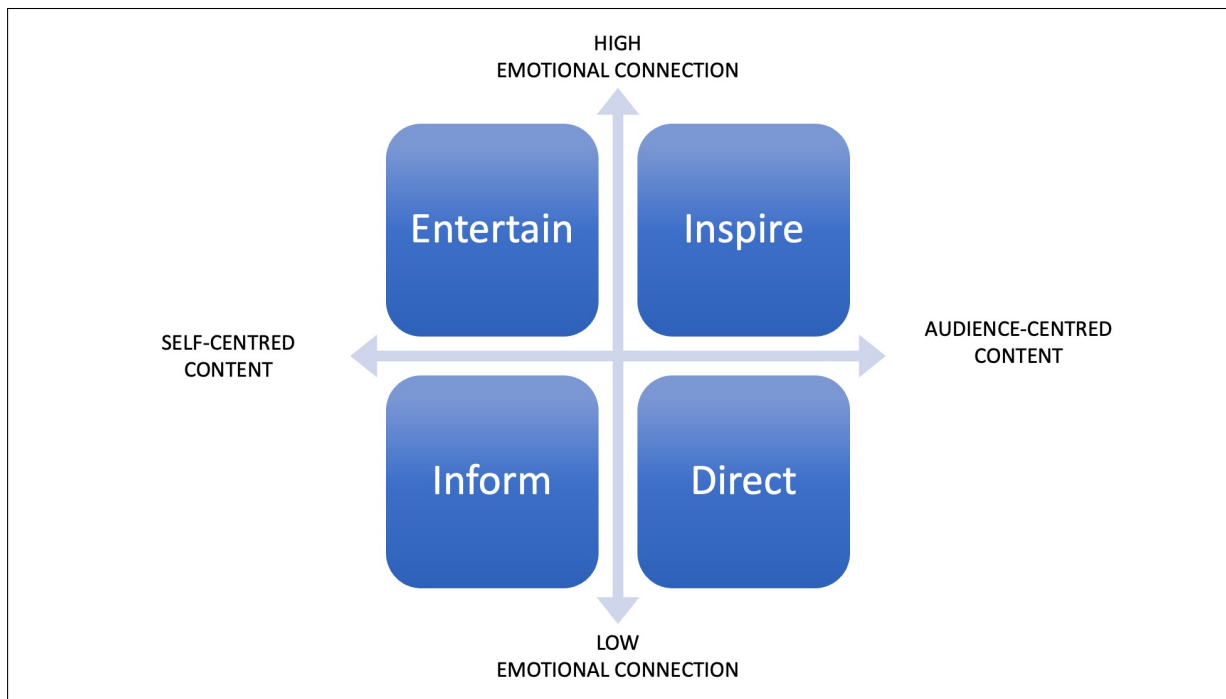 HIGH
EMOTIONAL CONNECTION
Entertain
Inspire
SELF-CENTRED
CONTENT
AUDIENCE-CENTRED
CONTENT
Inform
Direct
LOW
EMOTIONAL CONNECTION